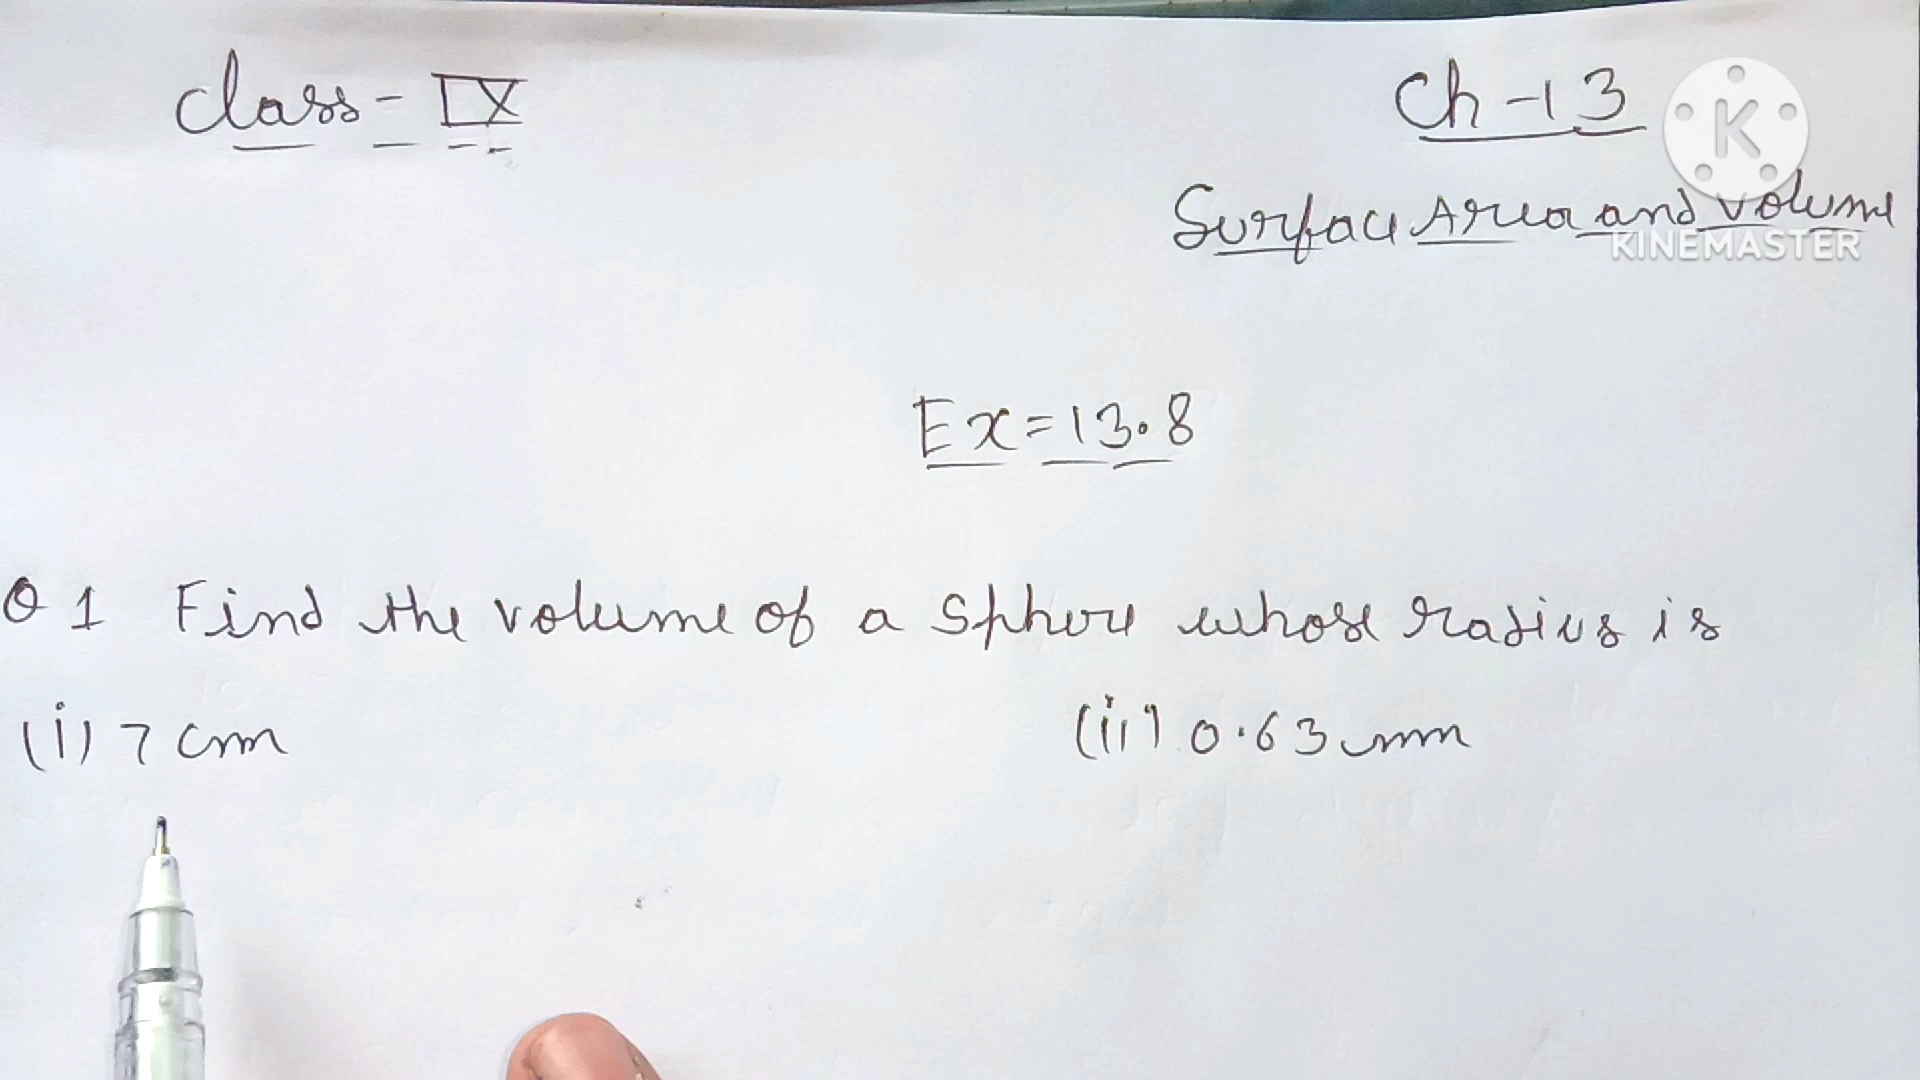 Class - IX
Ch - 13
Surface Area and Volume
K
KINEMASTER
Ex = 13.8
Q 1 Find the volume of a Sphere whose radius is
(i) 7 cm (ii) 0.63 mm